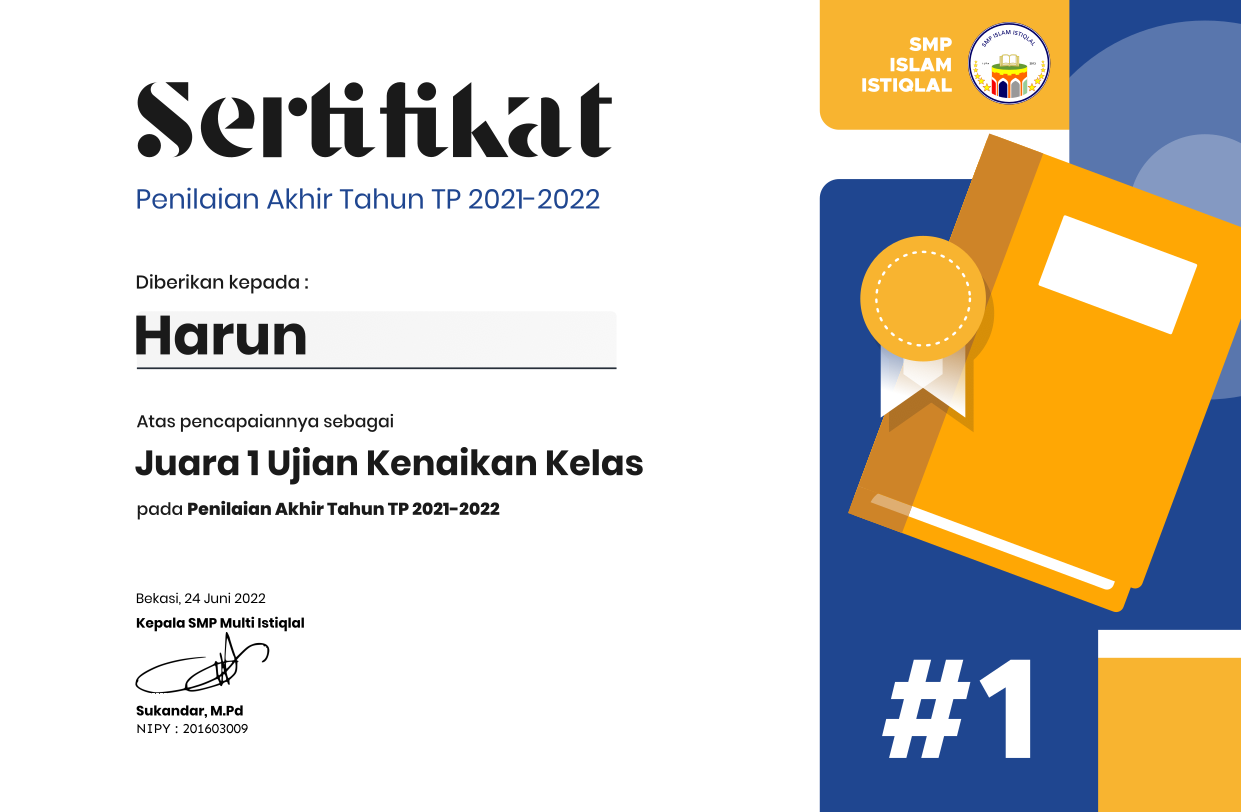 Sertifikat
Penilaian Akhir Tahun TP 2021-2022
Diberikan kepada :
Harun
Atas pencapaiannya sebagai
Juara 1 Ujian Kenaikan Kelas
pada Penilaian Akhir Tahun TP 2021-2022
Bekasi, 24 Juni 2022
Kepala SMP Multi Istiqlal
Sukandar, M.Pd
NIPY : 201603009
SMP
ISLAM
ISTIQLAL
SMP ISLAM ISTIQLAL
#1